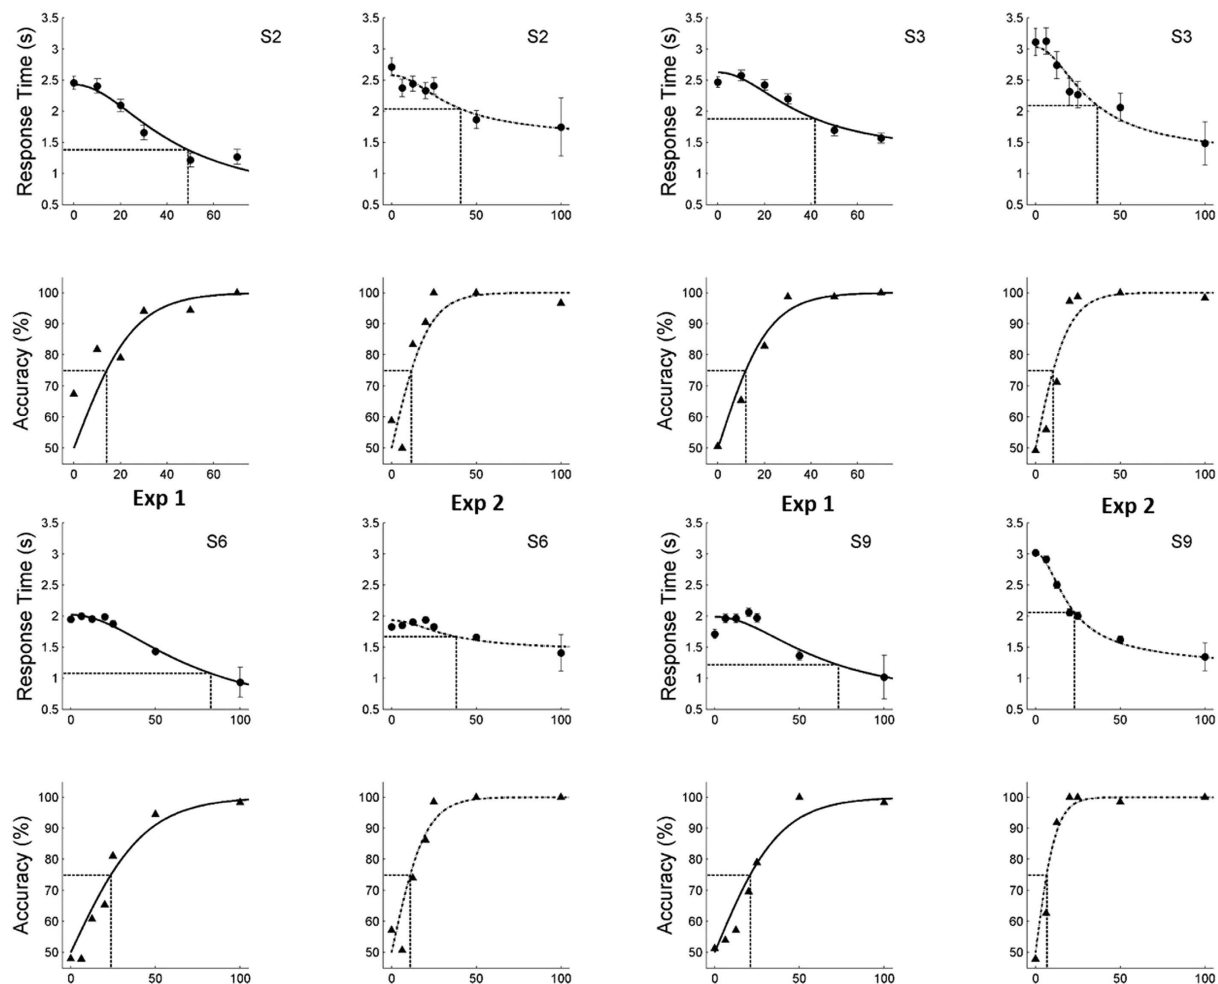 Response Time (s)
3.5 3.5 3.5 3.5
S2 S2 S3 S3
3 3 3 3
2.5 2.5 2.5 2.5
2 2 2 2
1.5 1.5 1.5 1.5
1 1 1 1
0.5 0.5 0.5 0.5
0 20 40 60 0 50 100 0 20 40 60 0 50 100
Response Time (s)
Accuracy (%)
100 100 100 100
90 90 90 90
80 80 80 80
70 70 70 70
60 60 60 60
50 50 50 50
0 20 40 60 0 50 100 0 20 40 60 0 50 100
Accuracy (%)
Exp 1 Exp 2 Exp 1 Exp 2
Response Time (s)
3.5 3.5 3.5 3.5
S6 S6 S9 S9
3 3 3 3
2.5 2.5 2.5 2.5
2 2 2 2
1.5 1.5 1.5 1.5
1 1 1 1
0.5 0.5 0.5 0.5
0 50 100 0 50 100 0 50 100 0 50 100
Response Time (s)
Accuracy (%)
100 100 100 100
90 90 90 90
80 80 80 80
70 70 70 70
60 60 60 60
50 50 50 50
0 50 100 0 50 100 0 50 100 0 50 100
Accuracy (%)